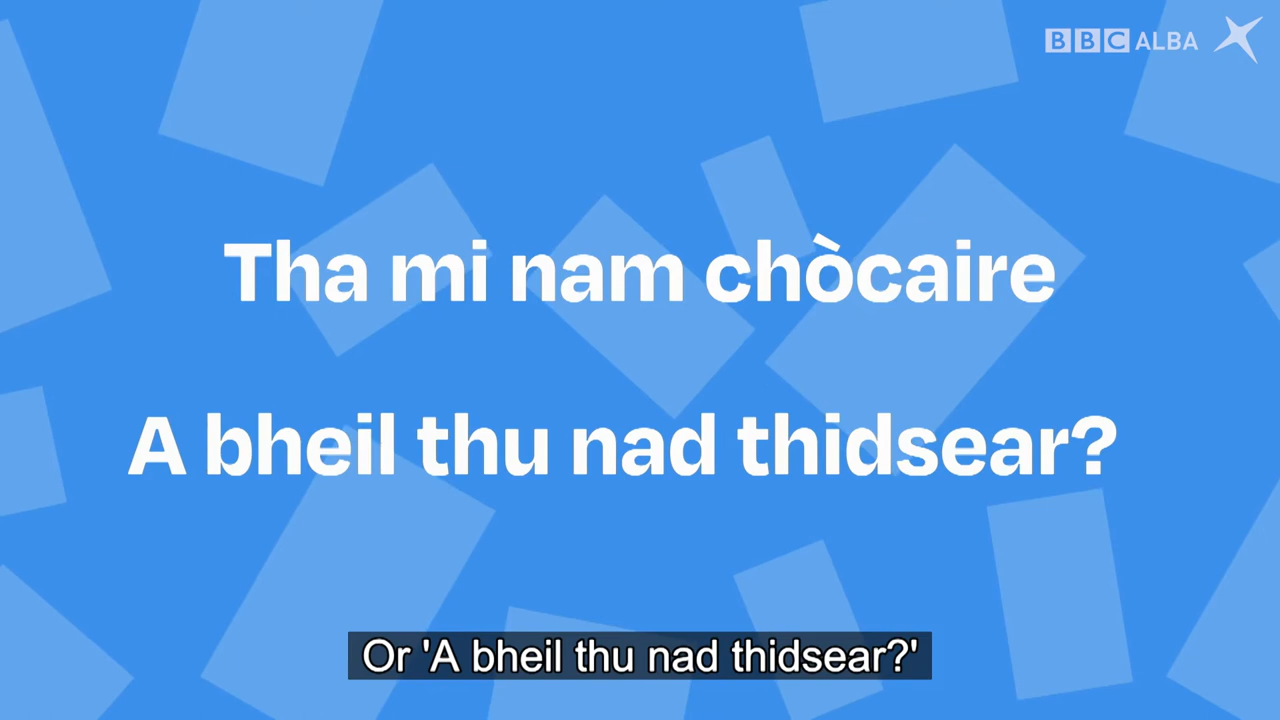 BBC ALBA
Tha mi nam chòcaire
A bheil thu nad thidsear?
Or 'A bheil thu nad thidsear?'